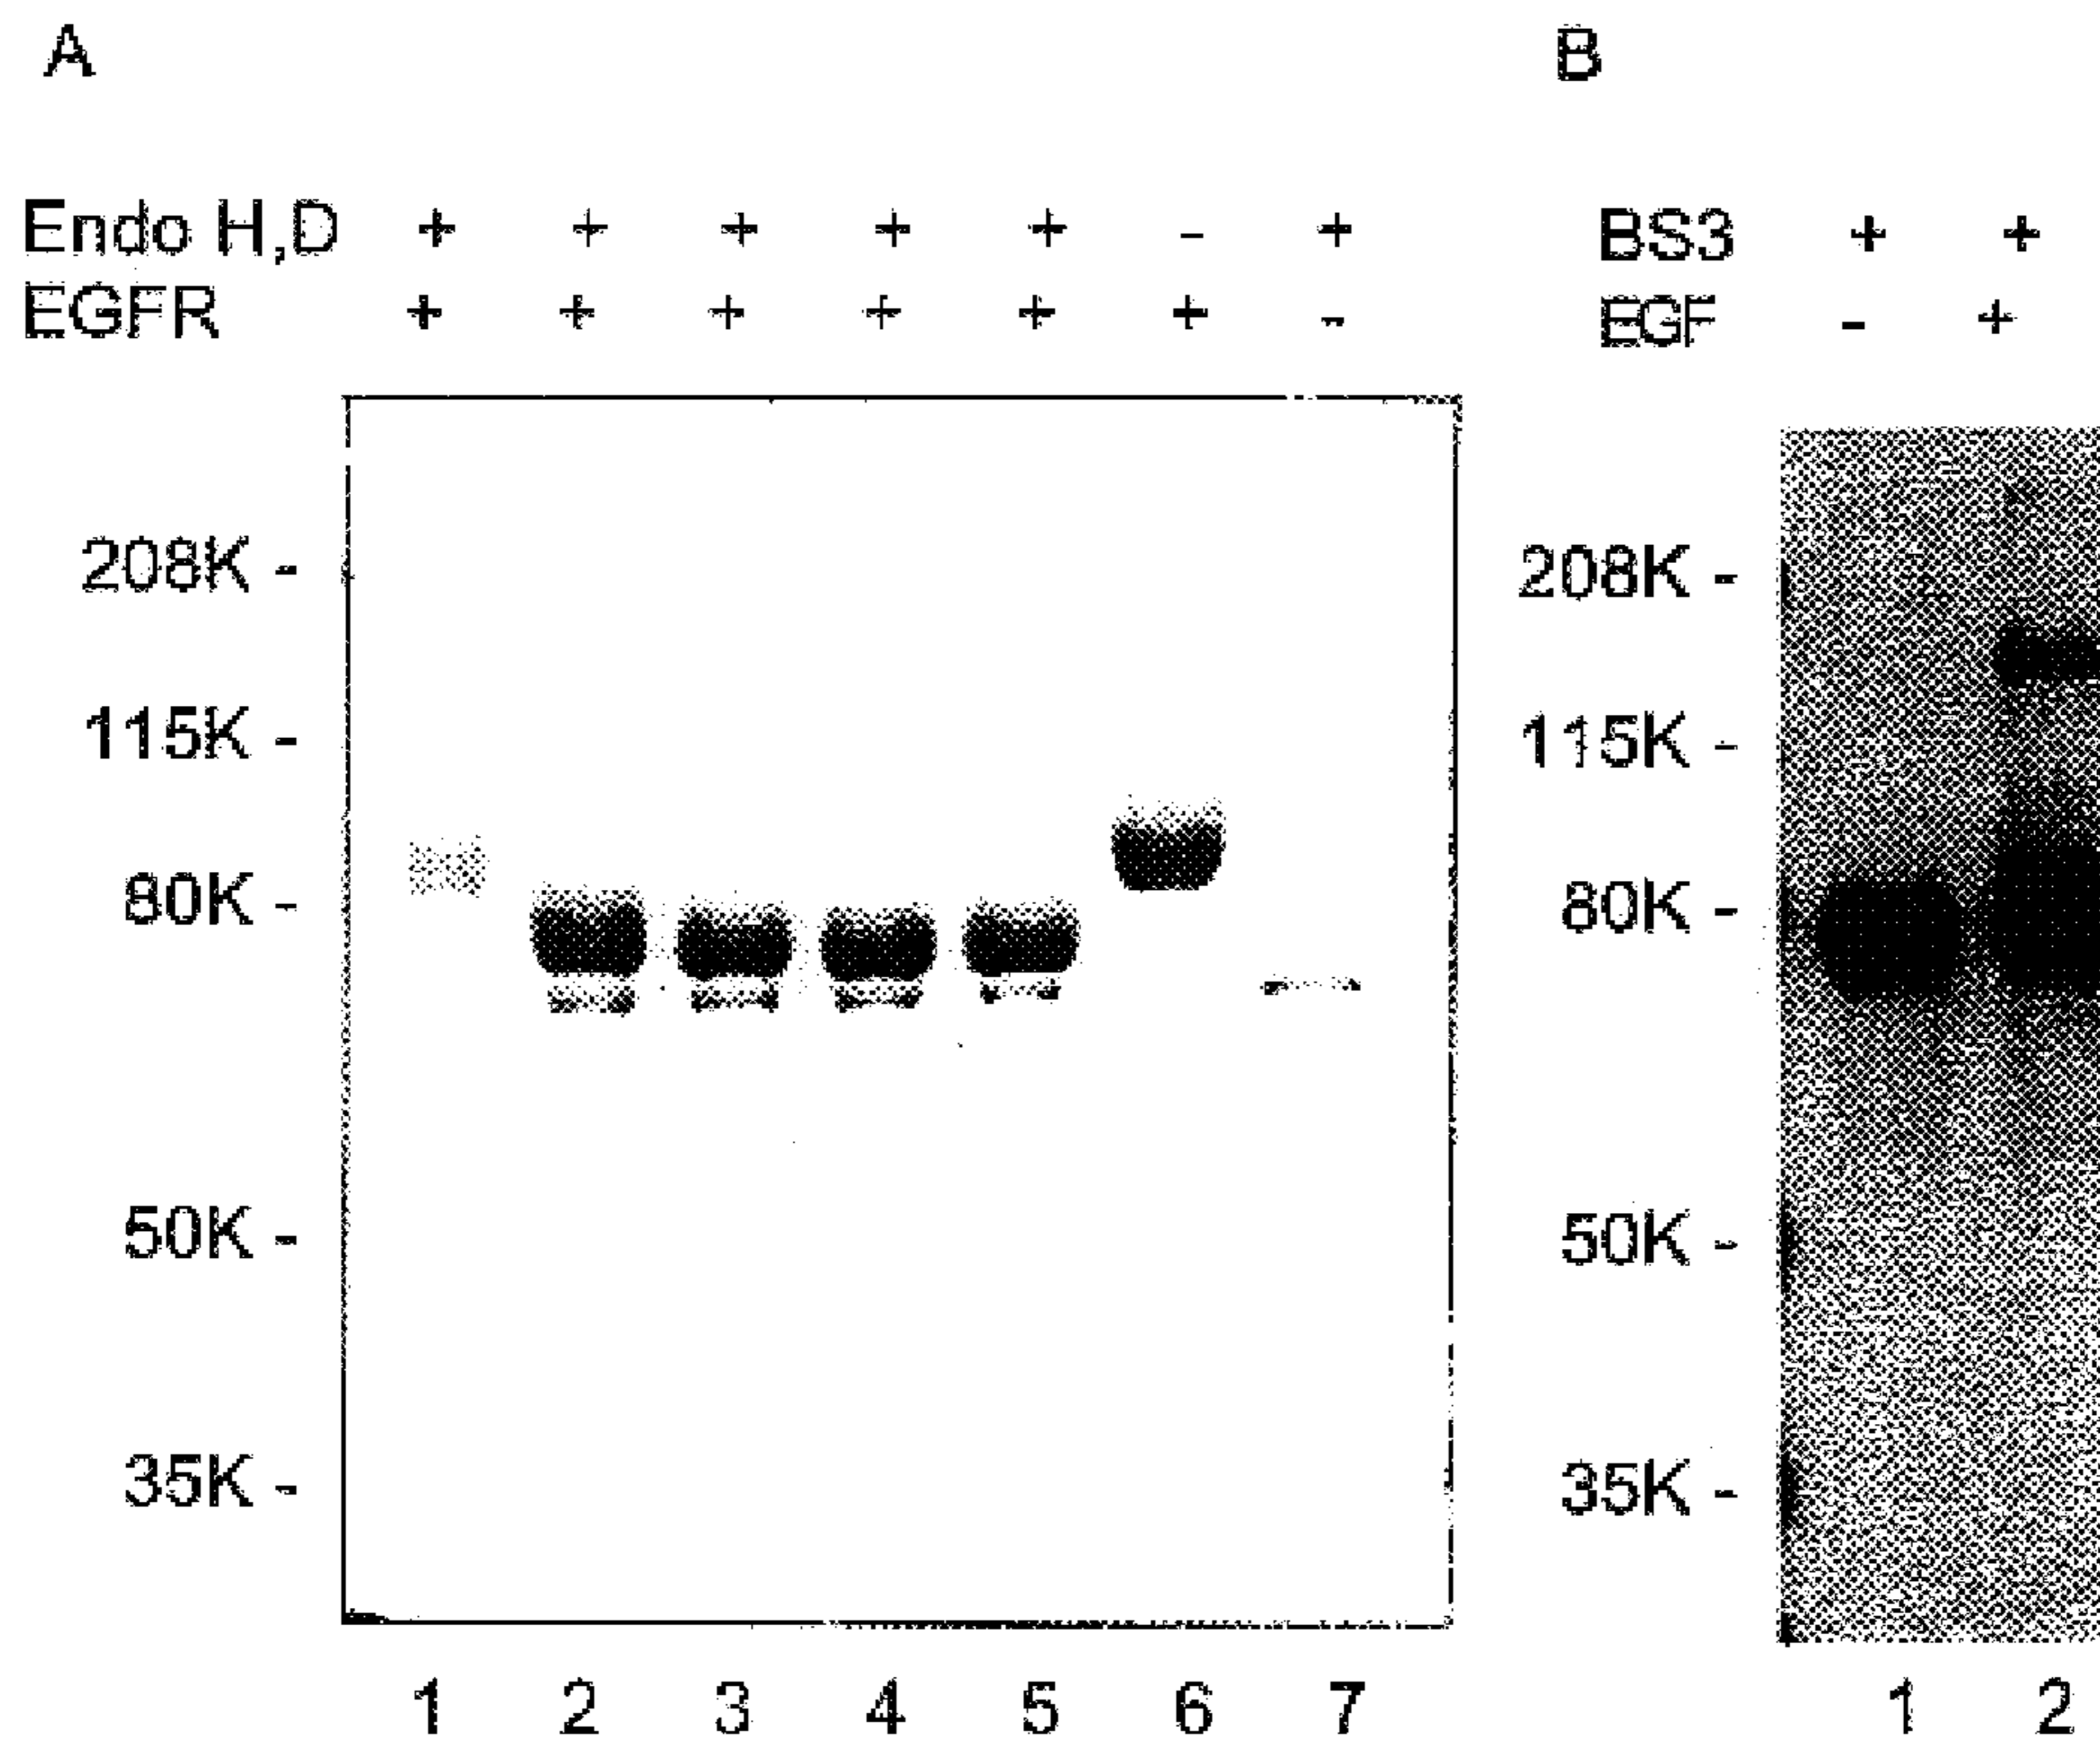 A
Endo H,D + + + + + - +
EGFR + + + + + + -
208K -
115K -
80K -
50K -
35K -
1 2 3 4 5 6 7
B
BS3 + +
EGF - +
208K -
115K -
80K -
50K -
35K -
1 2